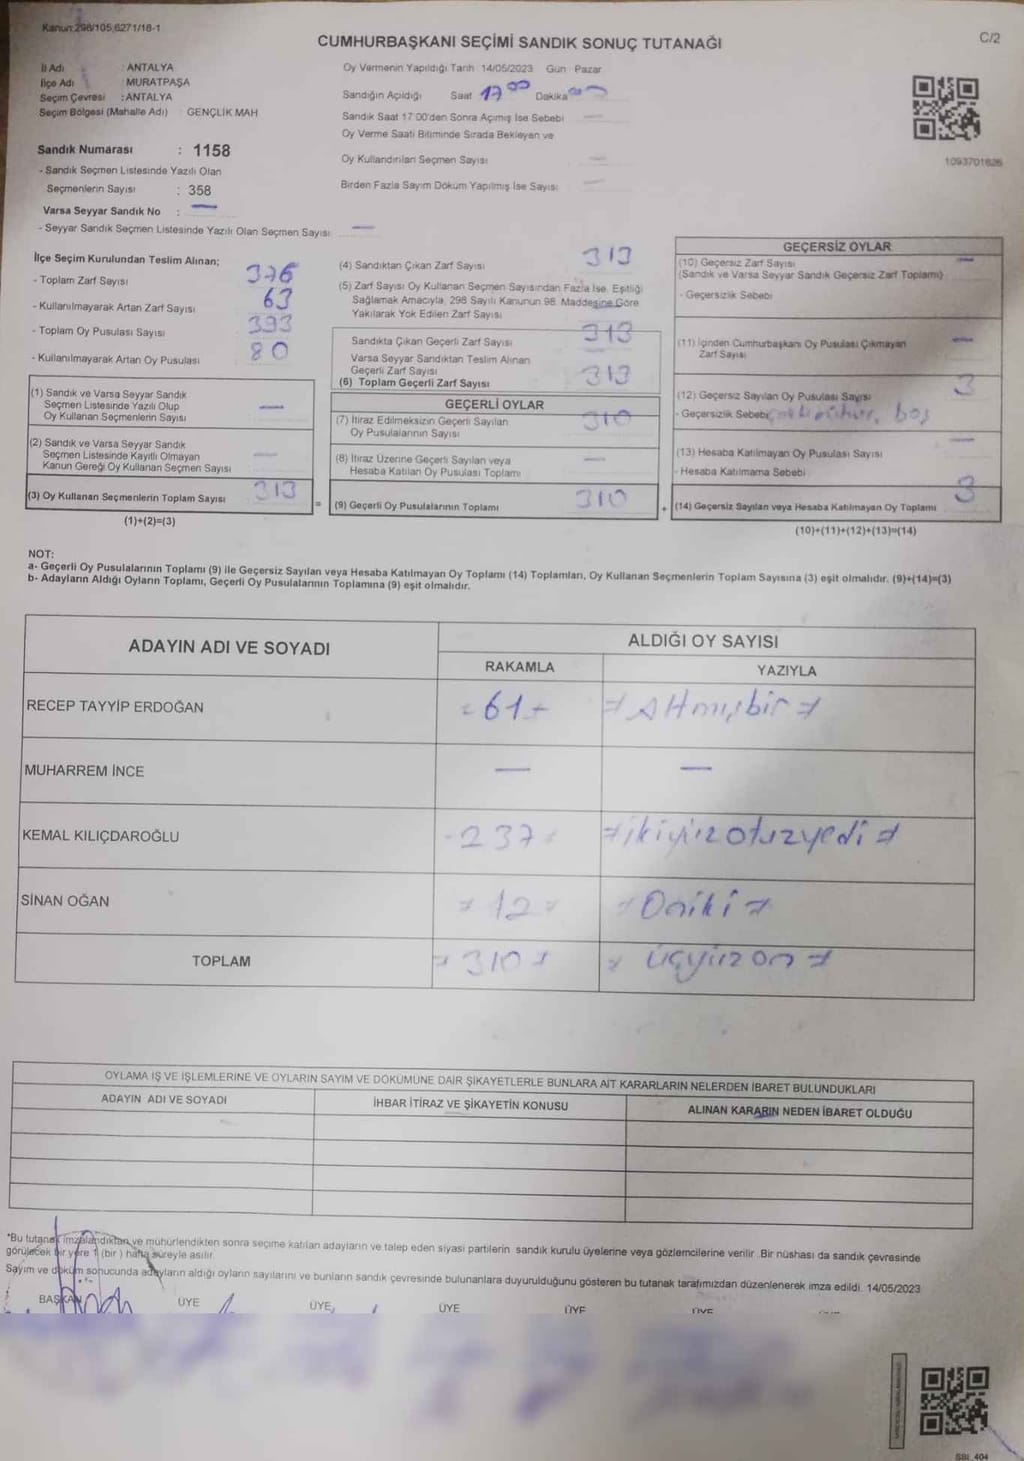 Kanun:298/105,6271/18-1
CUMHURBAŞKANI SEÇİMİ SANDIK SONUÇ TUTANAĞI
C/2
İl Adı : ANTALYA
İlçe Adı : MURATPAŞA
Seçim Çevresi : ANTALYA
Seçim Bölgesi (Mahalle Adı) : GENÇLİK MAH
Sandık Numarası : 1158
- Sandık Seçmen Listesinde Yazılı Olan
Seçmenlerin Sayısı : 358
Varsa Seyyar Sandık No : —
- Seyyar Sandık Seçmen Listesinde Yazılı Olan Seçmen Sayısı —
Oy Vermenin Yapıldığı Tarih :14/05/2023 Gün : Pazar
Sandığın Açıldığı Saat 17 00 Dakika
Sandık Saat 17:00'den Sonra Açılmış İse Sebebi —
Oy Verme Saati Bitiminde Sırada Bekleyen ve
Oy Kullandırılan Seçmen Sayısı —
Birden Fazla Sayım Döküm Yapılmış İse Sayısı —
1093701626
İlçe Seçim Kurulundan Teslim Alınan;
- Toplam Zarf Sayısı 376
- Kullanılmayarak Artan Zarf Sayısı 63
- Toplam Oy Pusulası Sayısı 393
- Kullanılmayarak Artan Oy Pusulası 80
(1) Sandık ve Varsa Seyyar Sandık
Seçmen Listesinde Yazılı Olup
Oy Kullanan Seçmenlerin Sayısı —
(2) Sandık ve Varsa Seyyar Sandık
Seçmen Listesinde Kayıtlı Olmayan
Kanun Gereği Oy Kullanan Seçmen Sayısı —
(3) Oy Kullanan Seçmenlerin Toplam Sayısı 313
(1)+(2)=(3)
(4) Sandıktan Çıkan Zarf Sayısı 313
(5) Zarf Sayısı Oy Kullanan Seçmen Sayısından Fazla İse, Eşitliği
Sağlamak Amacıyla, 298 Sayılı Kanunun 98. Maddesine Göre
Yakılarak Yok Edilen Zarf Sayısı
Sandıkta Çıkan Geçerli Zarf Sayısı 313
Varsa Seyyar Sandıktan Teslim Alınan
Geçerli Zarf Sayısı
(6) Toplam Geçerli Zarf Sayısı 313
GEÇERLİ OYLAR
(7) İtiraz Edilmeksizin Geçerli Sayılan
Oy Pusulalarının Sayısı 310
(8) İtiraz Üzerine Geçerli Sayılan veya
Hesaba Katılan Oy Pusulası Toplamı —
= (9) Geçerli Oy Pusulalarının Toplamı 310
GEÇERSİZ OYLAR
(10) Geçersiz Zarf Sayısı —
(Sandık ve Varsa Seyyar Sandık Geçersiz Zarf Toplamı)
- Geçersizlik Sebebi
(11) İçinden Cumhurbaşkanı Oy Pusulası Çıkmayan
Zarf Sayısı —
(12) Geçersiz Sayılan Oy Pusulası Sayısı 3
- Geçersizlik Sebebi boş
(13) Hesaba Katılmayan Oy Pusulası Sayısı —
- Hesaba Katılmama Sebebi
+ (14) Geçersiz Sayılan veya Hesaba Katılmayan Oy Toplamı 3
(10)+(11)+(12)+(13)=(14)
NOT:
a- Geçerli Oy Pusulalarının Toplamı (9) ile Geçersiz Sayılan veya Hesaba Katılmayan Oy Toplamı (14) Toplamları, Oy Kullanan Seçmenlerin Toplam Sayısına (3) eşit olmalıdır. (9)+(14)=(3)
b- Adayların Aldığı Oyların Toplamı, Geçerli Oy Pusulalarının Toplamına (9) eşit olmalıdır.
ADAYIN ADI VE SOYADI
ALDIĞI OY SAYISI
RAKAMLA YAZIYLA
RECEP TAYYİP ERDOĞAN =61= =Altmışbir=
MUHARREM İNCE — —
KEMAL KILIÇDAROĞLU =237= =ikiyüzotuzyedi=
SİNAN OĞAN =12= =Oniki=
TOPLAM =310= =üçyüzon=
OYLAMA İŞ VE İŞLEMLERİNE VE OYLARIN SAYIM VE DÖKÜMÜNE DAİR ŞİKAYETLERLE BUNLARA AİT KARARLARIN NELERDEN İBARET BULUNDUKLARI
ADAYIN ADI VE SOYADI İHBAR İTİRAZ VE ŞİKAYETİN KONUSU ALINAN KARARIN NEDEN İBARET OLDUĞU
*Bu tutanak imzalandıktan ve mühürlendikten sonra seçime katılan adayların ve talep eden siyasi partilerin sandık kurulu üyelerine veya gözlemcilerine verilir. Bir nüshası da sandık çevresinde
görülecek bir yere 1 (bir ) hafta süreyle asılır.
Sayım ve döküm sonucunda adayların aldığı oyların sayılarını ve bunların sandık çevresinde bulunanlara duyurulduğunu gösteren bu tutanak tarafımızdan düzenlenerek imza edildi. 14/05/2023
BAŞKAN ÜYE ÜYE ÜYE ÜYE ÜYE
SSİ_404